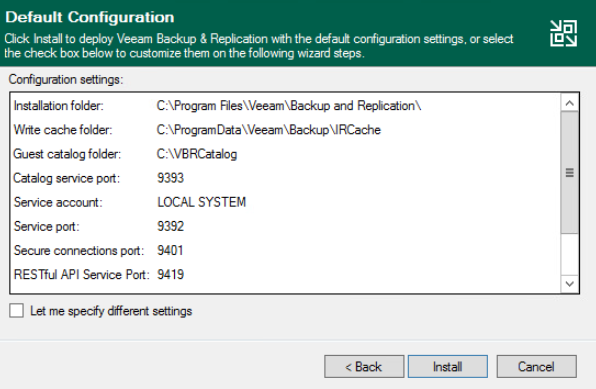 Default Configuration
Click Install to deploy Veeam Backup & Replication with the default configuration settings, or select
the check box below to customize them on the following wizard steps.
Configuration settings:
Installation folder: C:\Program Files\Veeam\Backup and Replication\
Write cache folder: C:\ProgramData\Veeam\Backup\IRCache
Guest catalog folder: C:\VBRCatalog
Catalog service port: 9393
Service account: LOCAL SYSTEM
Service port: 9392
Secure connections port: 9401
RESTful API Service Port: 9419
Let me specify different settings
< Back Install Cancel